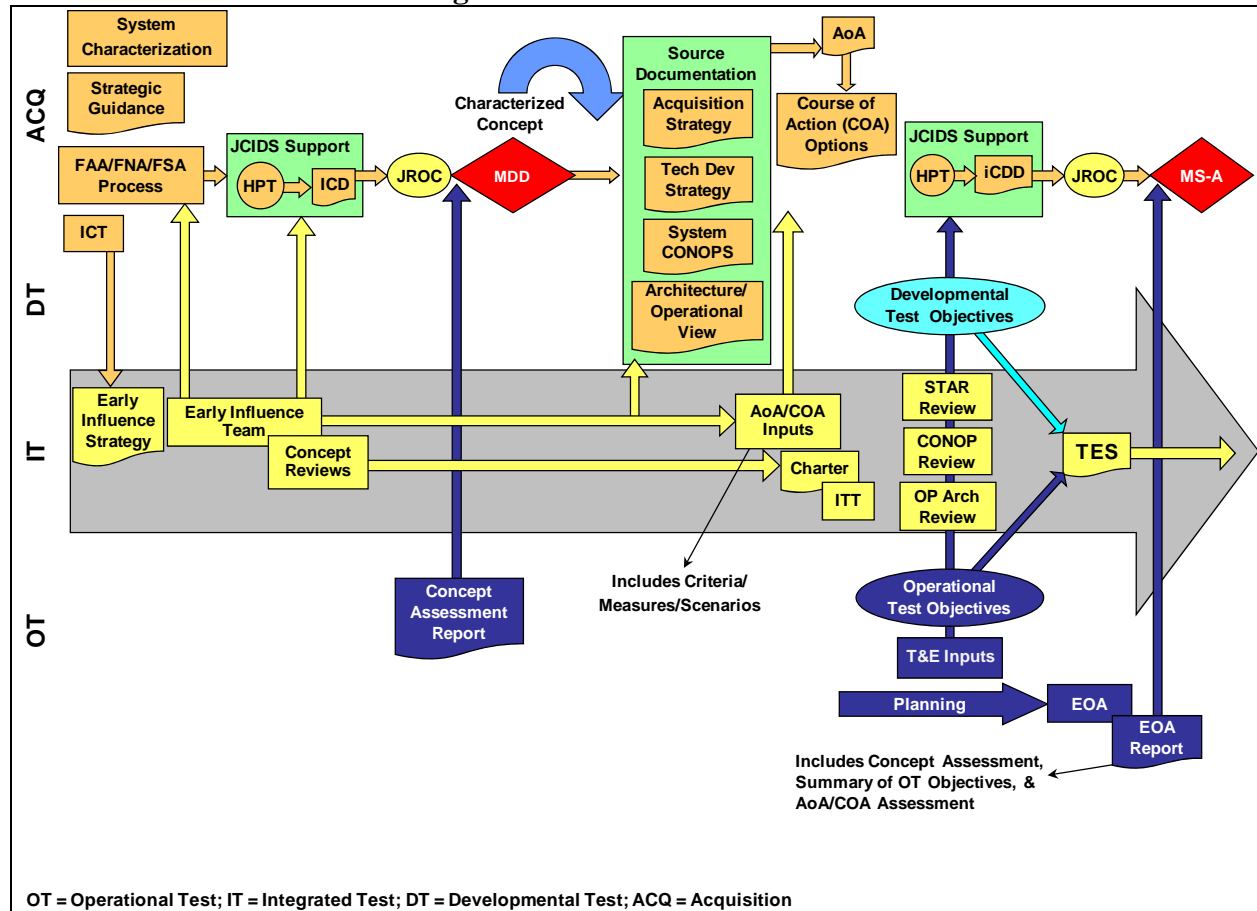 ACQ
DT
IT
OT
System
Characterization
Strategic
Guidance
FAA/FNA/FSA
Process
ICT
JCIDS Support
HPT
ICD
JROC
MDD
Characterized
Concept
Source
Documentation
Acquisition
Strategy
Tech Dev
Strategy
System
CONOPS
Architecture/
Operational
View
AoA
Course of
Action (COA)
Options
JCIDS Support
HPT
iCDD
JROC
MS-A
Developmental
Test Objectives
Early
Influence
Strategy
Early Influence
Team
Concept
Reviews
AoA/COA
Inputs
Charter
ITT
STAR
Review
CONOP
Review
OP Arch
Review
TES
Concept
Assessment
Report
Includes Criteria/
Measures/Scenarios
Operational
Test Objectives
T&E Inputs
Planning
EOA
EOA
Report
Includes Concept Assessment,
Summary of OT Objectives, &
AoA/COA Assessment
OT = Operational Test; IT = Integrated Test; DT = Developmental Test; ACQ = Acquisition